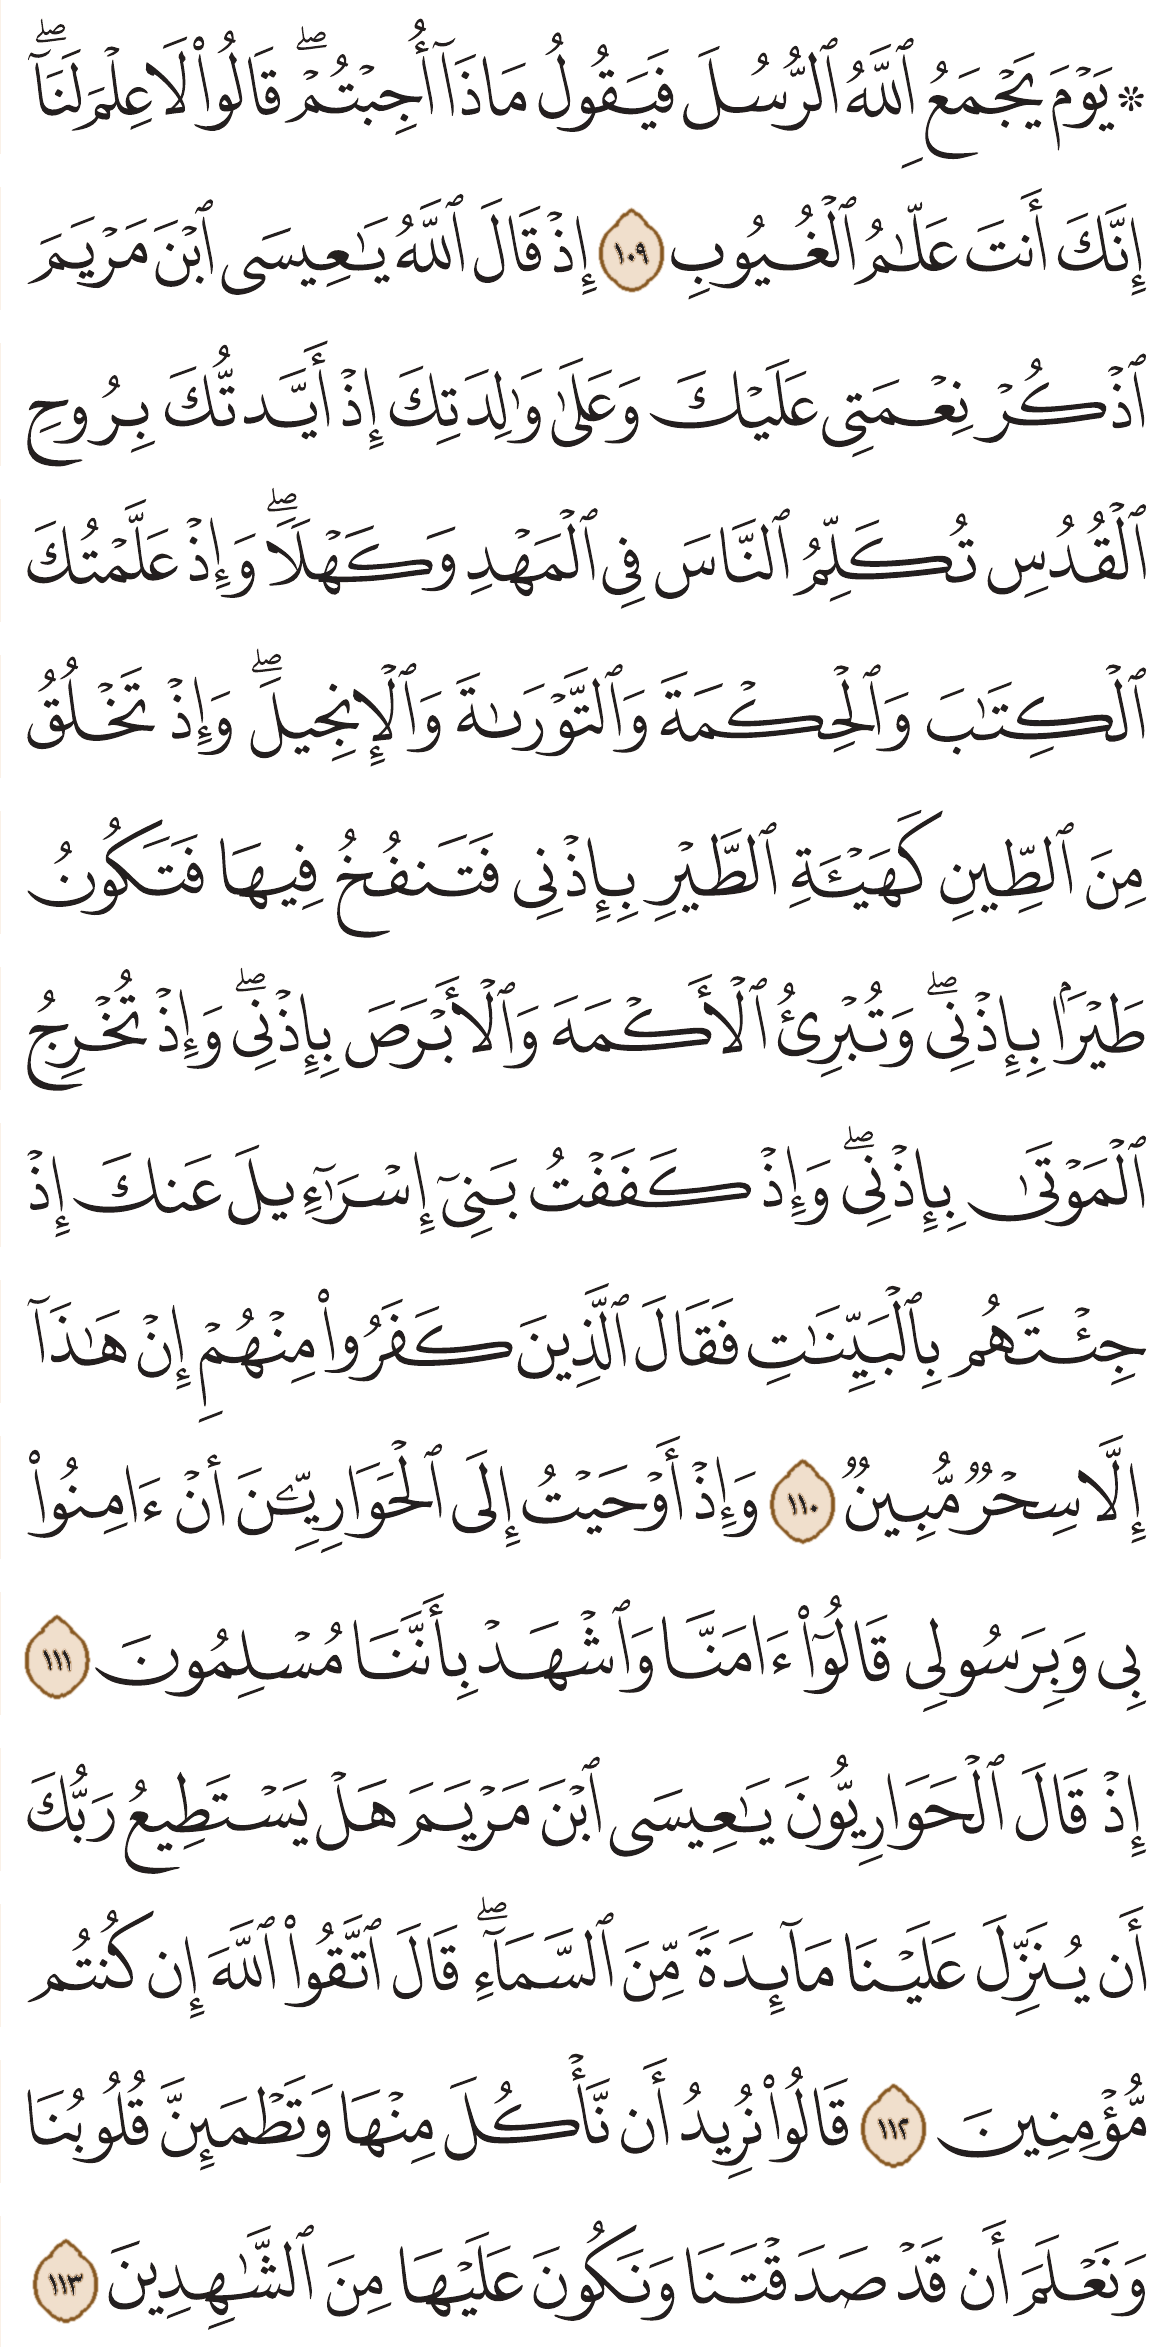 ۞ يَوۡمَ يَجۡمَعُ ٱللَّهُ ٱلرُّسُلَ فَيَقُولُ مَاذَآ أُجِبۡتُمۡۖ قَالُواْ لَا عِلۡمَ لَنَآۖ
إِنَّكَ أَنتَ عَلَّٰمُ ٱلۡغُيُوبِ ١٠٩ إِذۡ قَالَ ٱللَّهُ يَٰعِيسَى ٱبۡنَ مَرۡيَمَ
ٱذۡكُرۡ نِعۡمَتِي عَلَيۡكَ وَعَلَىٰ وَٰلِدَتِكَ إِذۡ أَيَّدتُّكَ بِرُوحِ
ٱلۡقُدُسِ تُكَلِّمُ ٱلنَّاسَ فِي ٱلۡمَهۡدِ وَكَهۡلٗاۖ وَإِذۡ عَلَّمۡتُكَ
ٱلۡكِتَٰبَ وَٱلۡحِكۡمَةَ وَٱلتَّوۡرَىٰةَ وَٱلۡإِنجِيلَۖ وَإِذۡ تَخۡلُقُ
مِنَ ٱلطِّينِ كَهَيۡـَٔةِ ٱلطَّيۡرِ بِإِذۡنِي فَتَنفُخُ فِيهَا فَتَكُونُ
طَيۡرَۢا بِإِذۡنِيۖ وَتُبۡرِئُ ٱلۡأَكۡمَهَ وَٱلۡأَبۡرَصَ بِإِذۡنِيۖ وَإِذۡ تُخۡرِجُ
ٱلۡمَوۡتَىٰ بِإِذۡنِيۖ وَإِذۡ كَفَفۡتُ بَنِيٓ إِسۡرَٰٓءِيلَ عَنكَ إِذۡ
جِئۡتَهُم بِٱلۡبَيِّنَٰتِ فَقَالَ ٱلَّذِينَ كَفَرُواْ مِنۡهُمۡ إِنۡ هَٰذَآ
إِلَّا سِحۡرٞ مُّبِينٞ ١١٠ وَإِذۡ أَوۡحَيۡتُ إِلَى ٱلۡحَوَارِيِّـۧنَ أَنۡ ءَامِنُواْ
بِي وَبِرَسُولِي قَالُوٓاْ ءَامَنَّا وَٱشۡهَدۡ بِأَنَّنَا مُسۡلِمُونَ ١١١
إِذۡ قَالَ ٱلۡحَوَارِيُّونَ يَٰعِيسَى ٱبۡنَ مَرۡيَمَ هَلۡ يَسۡتَطِيعُ رَبُّكَ
أَن يُنَزِّلَ عَلَيۡنَا مَآئِدَةٗ مِّنَ ٱلسَّمَآءِۖ قَالَ ٱتَّقُواْ ٱللَّهَ إِن كُنتُم
مُّؤۡمِنِينَ ١١٢ قَالُواْ نُرِيدُ أَن نَّأۡكُلَ مِنۡهَا وَتَطۡمَئِنَّ قُلُوبُنَا
وَنَعۡلَمَ أَن قَدۡ صَدَقۡتَنَا وَنَكُونَ عَلَيۡهَا مِنَ ٱلشَّٰهِدِينَ ١١٣